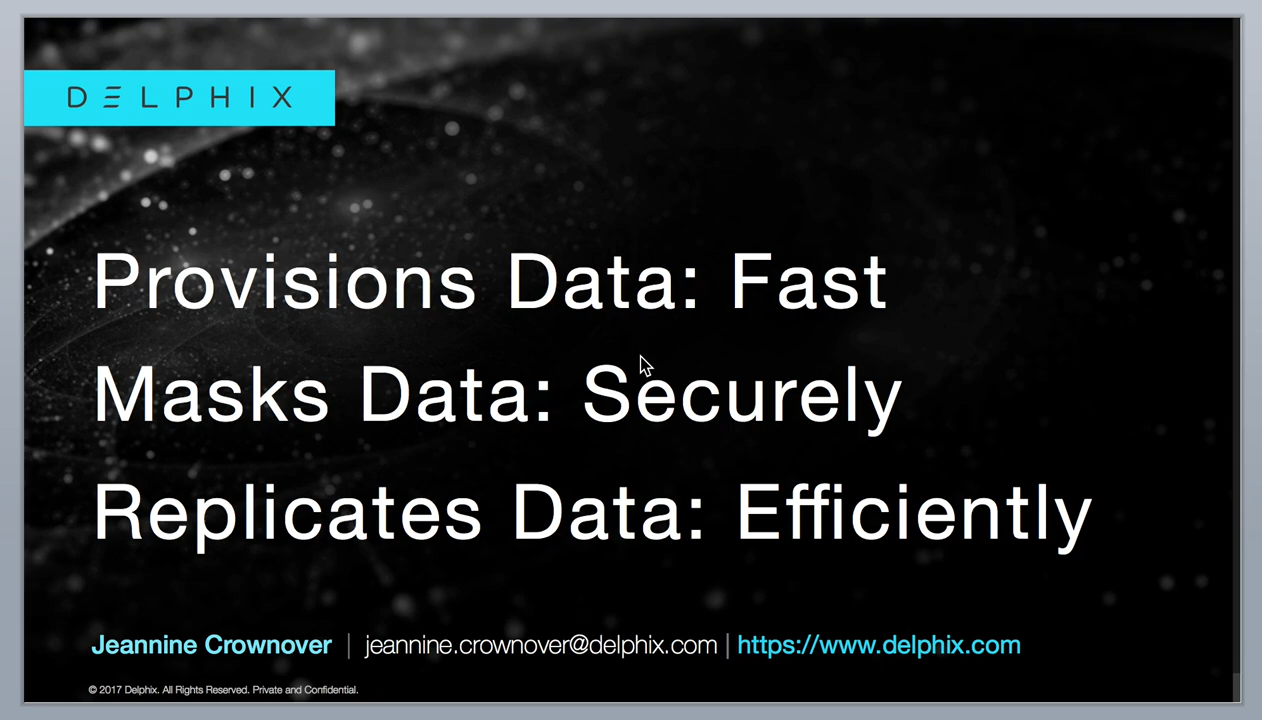 DELPHIX
Provisions Data: Fast
Masks Data: Securely
Replicates Data: Efficiently
Jeannine Crownover | jeannine.crownover@delphix.com | https://www.delphix.com
© 2017 Delphix. All Rights Reserved. Private and Confidential.